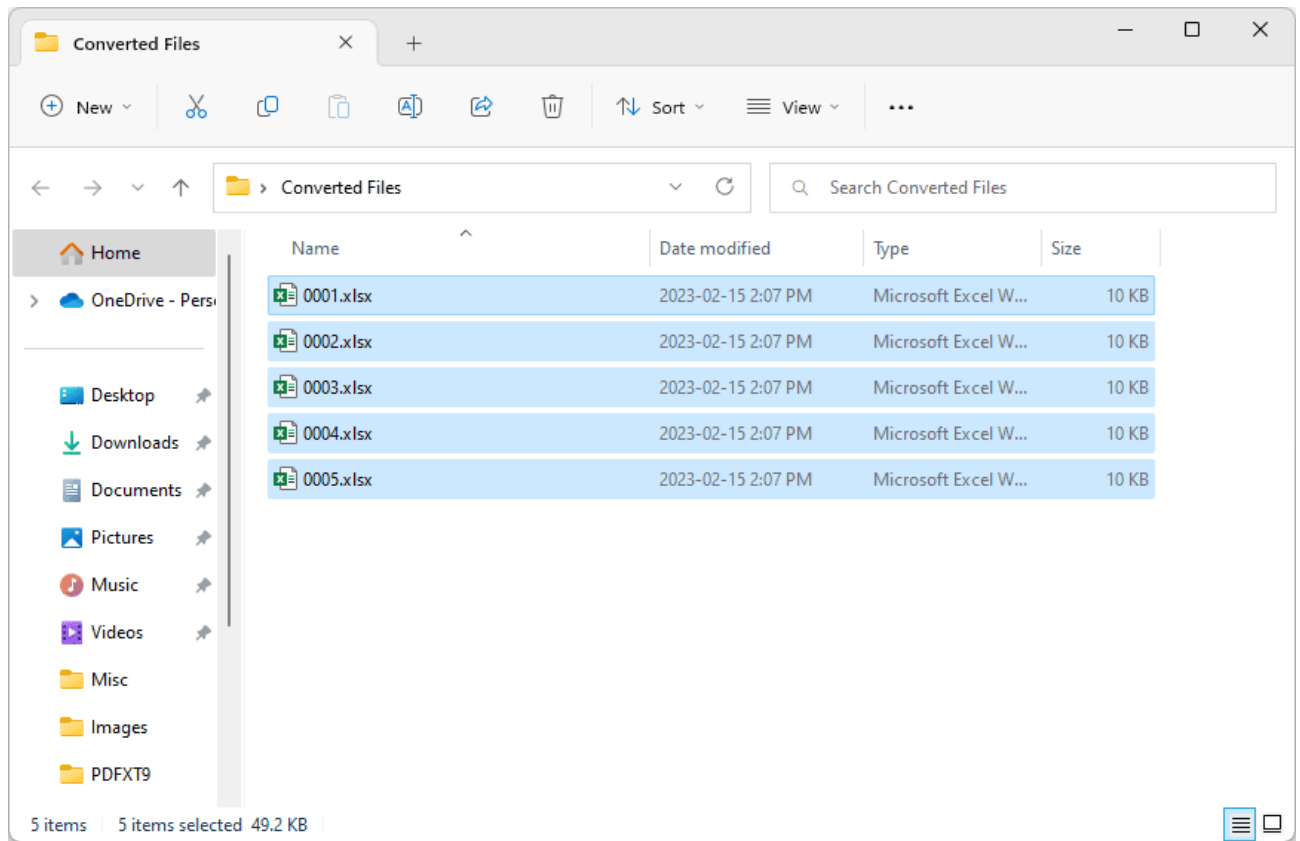 Converted Files
New
Sort
View
Converted Files
Search Converted Files
Home
OneDrive - Pers
Desktop
Downloads
Documents
Pictures
Music
Videos
Misc
Images
PDFXT9
Name Date modified Type Size
0001.xlsx 2023-02-15 2:07 PM Microsoft Excel W... 10 KB
0002.xlsx 2023-02-15 2:07 PM Microsoft Excel W... 10 KB
0003.xlsx 2023-02-15 2:07 PM Microsoft Excel W... 10 KB
0004.xlsx 2023-02-15 2:07 PM Microsoft Excel W... 10 KB
0005.xlsx 2023-02-15 2:07 PM Microsoft Excel W... 10 KB
5 items 5 items selected 49.2 KB